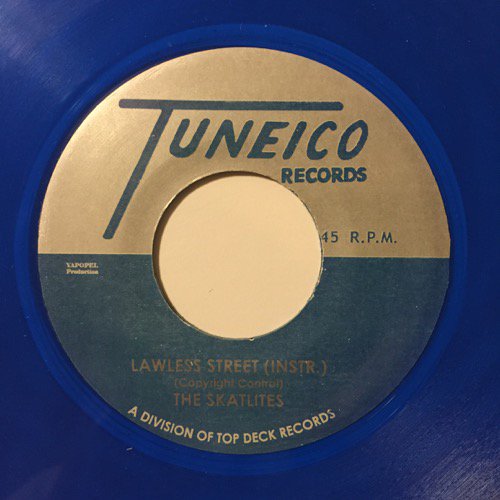 TUNEICO
RECORDS
45 R.P.M.
YAPOPEL
Production
LAWLESS STREET (INSTR.)
(Copyright Control)
THE SKATLITES
A DIVISION OF TOP DECK RECORDS